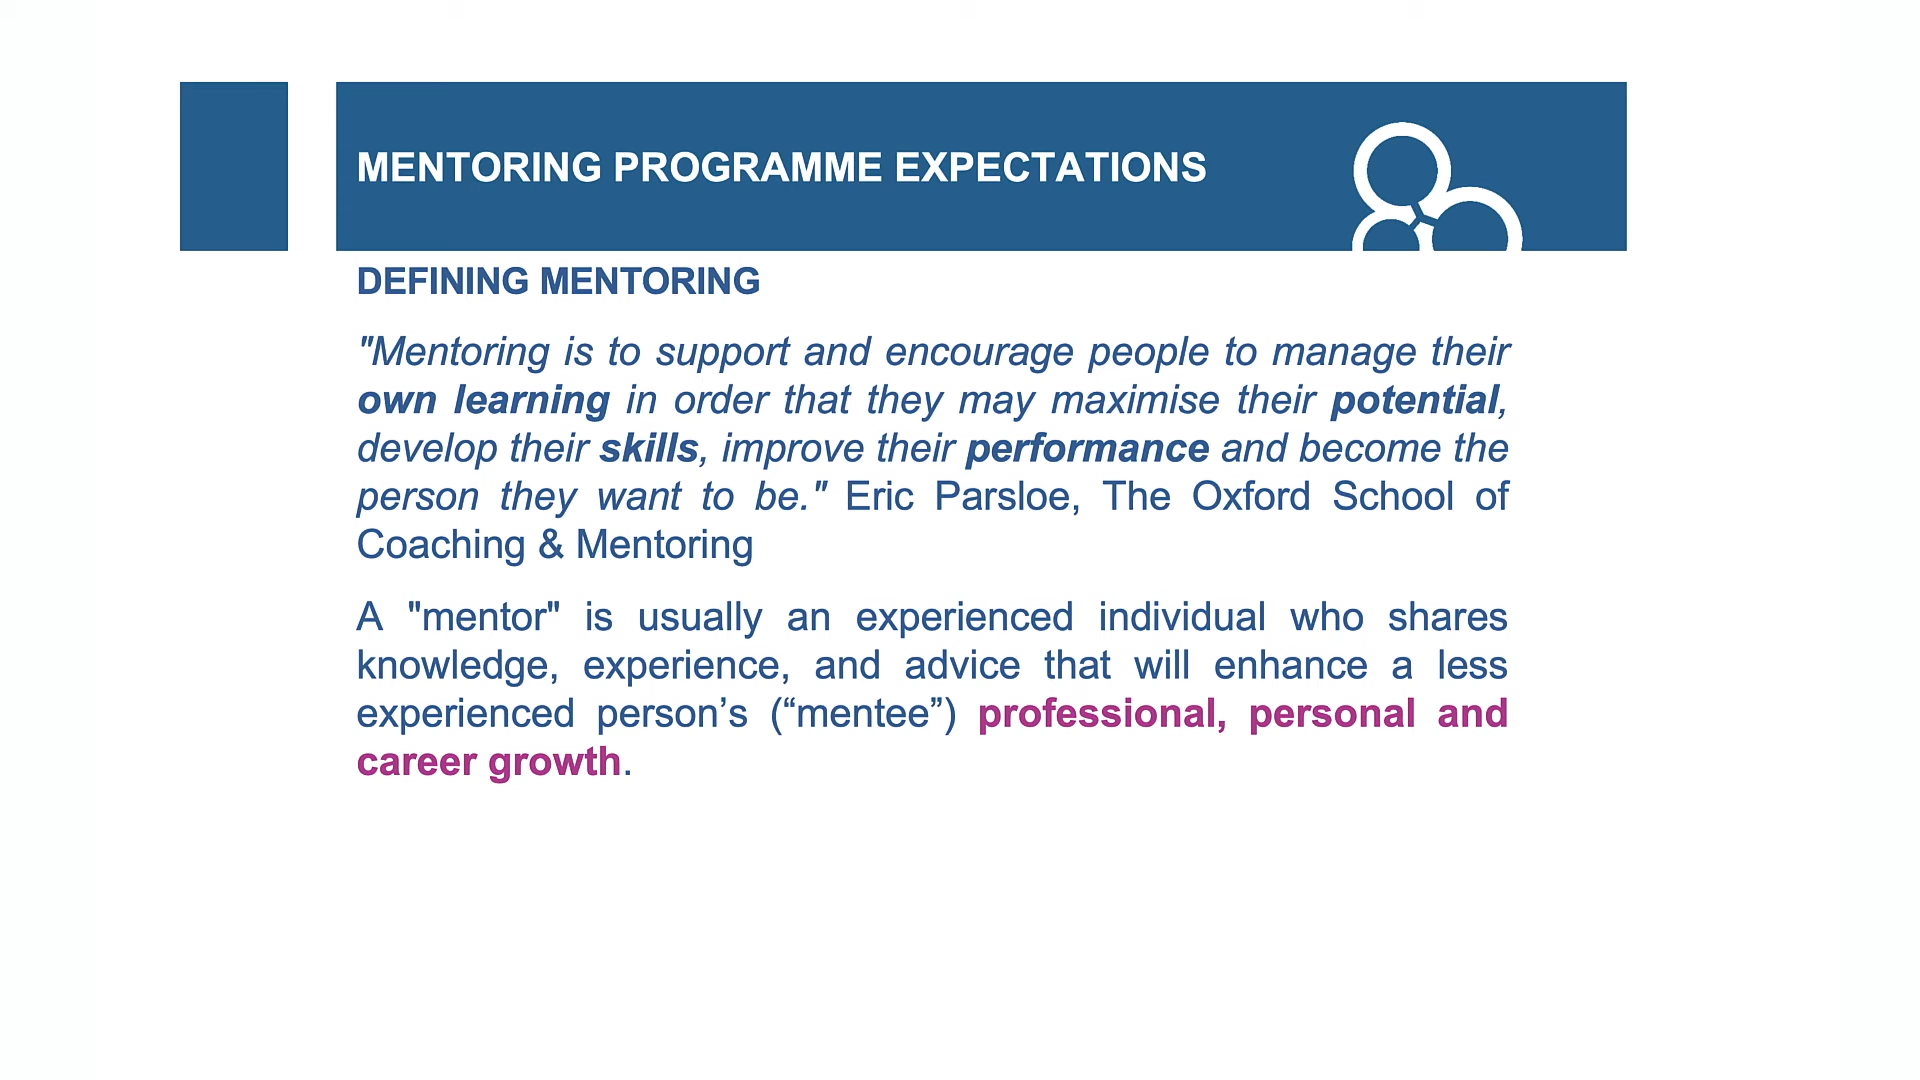 MENTORING PROGRAMME EXPECTATIONS
DEFINING MENTORING
"Mentoring is to support and encourage people to manage their
own learning in order that they may maximise their potential,
develop their skills, improve their performance and become the
person they want to be." Eric Parsloe, The Oxford School of
Coaching & Mentoring
A "mentor" is usually an experienced individual who shares
knowledge, experience, and advice that will enhance a less
experienced person’s (“mentee”) professional, personal and
career growth.